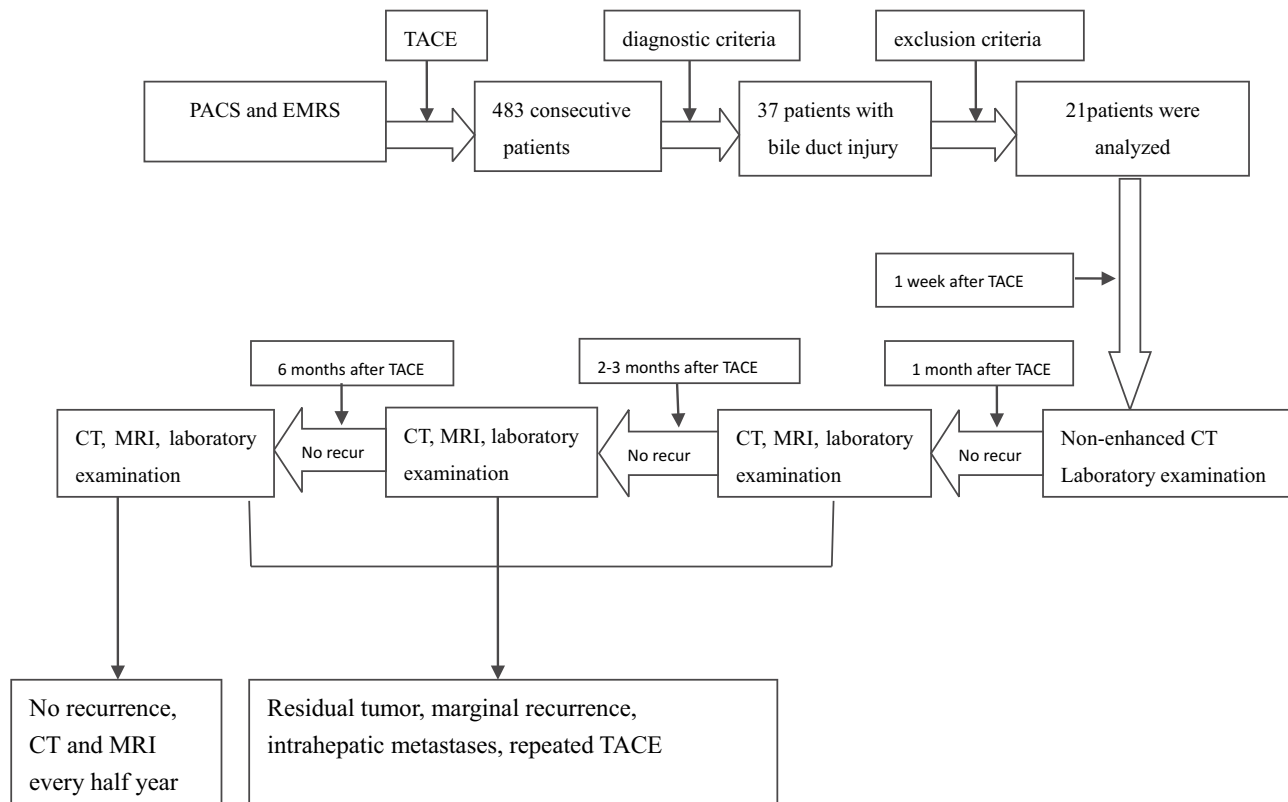 TACE
diagnostic criteria
exclusion criteria
PACS and EMRS
483 consecutive
patients
37 patients with
bile duct injury
21patients were
analyzed
1 week after TACE
6 months after TACE
2-3 months after TACE
1 month after TACE
CT, MRI, laboratory
examination
No recur
CT, MRI, laboratory
examination
No recur
CT, MRI, laboratory
examination
No recur
Non-enhanced CT
Laboratory examination
No recurrence,
CT and MRI
every half year
Residual tumor, marginal recurrence,
intrahepatic metastases, repeated TACE